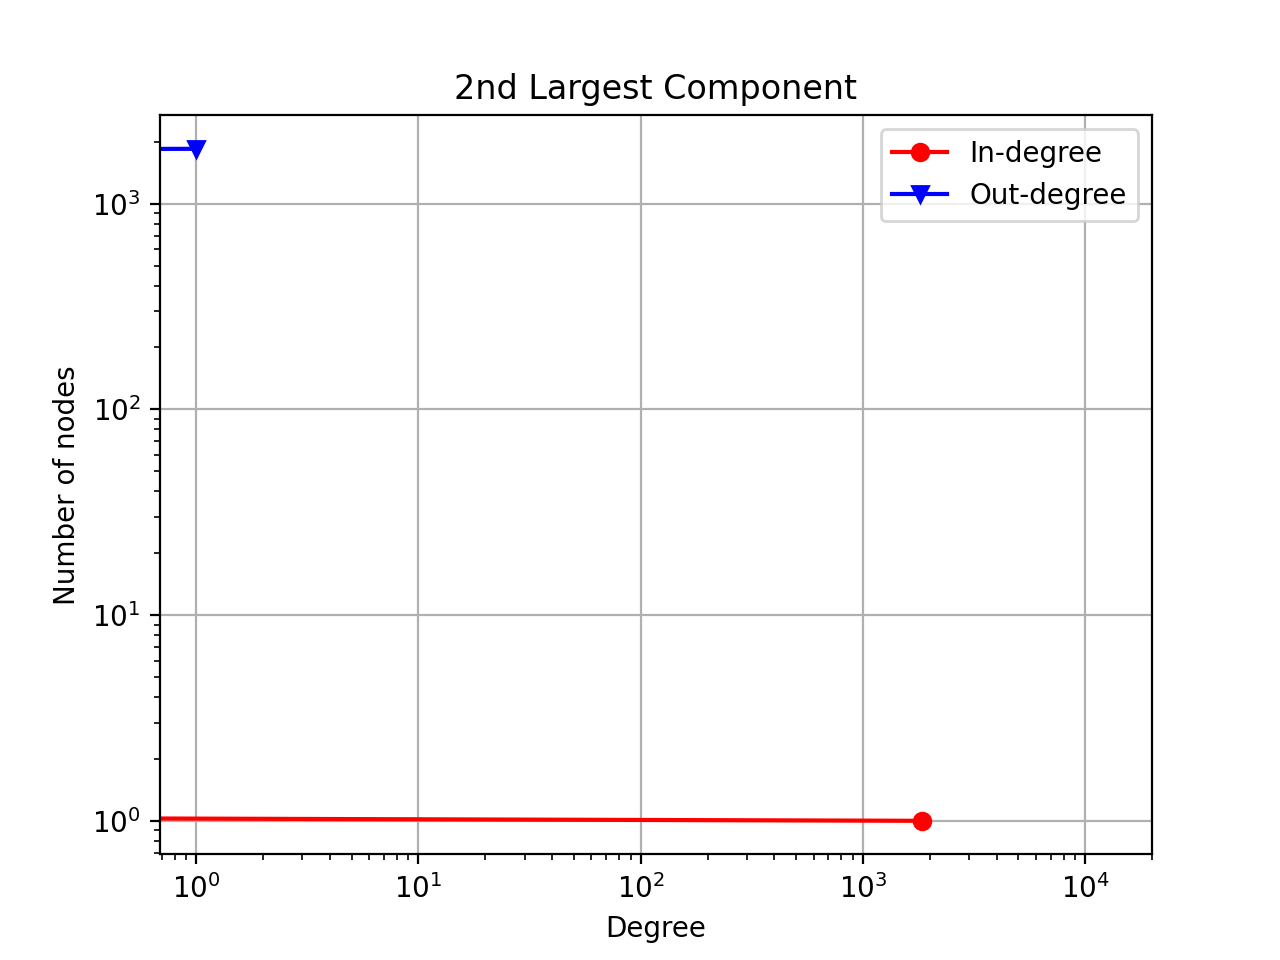 2nd Largest Component
In-degree
Out-degree
Number of nodes
10³
10²
10¹
10⁰
10⁰ 10¹ 10² 10³ 10⁴
Degree